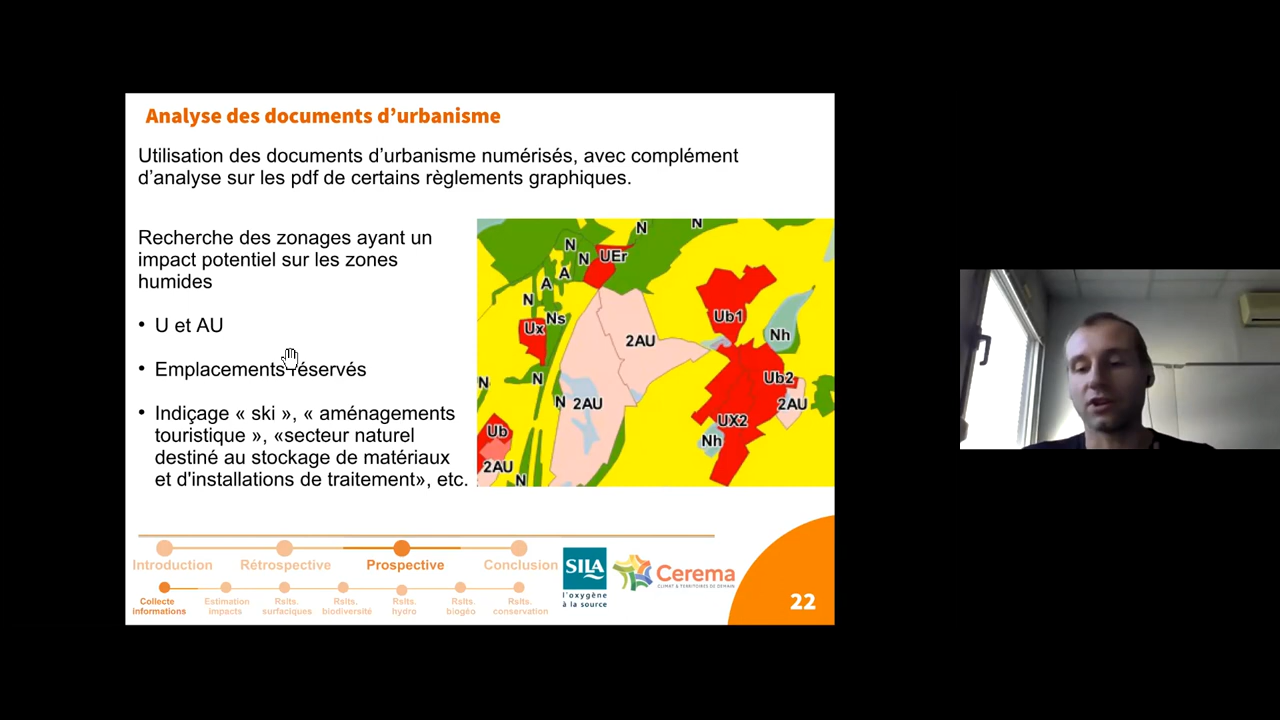 Analyse des documents d’urbanisme
Utilisation des documents d’urbanisme numérisés, avec complément
d’analyse sur les pdf de certains règlements graphiques.
Recherche des zonages ayant un
impact potentiel sur les zones
humides
• U et AU
• Emplacements réservés
• Indiçage « ski », « aménagements
touristique », «secteur naturel
destiné au stockage de matériaux
et d'installations de traitement», etc.
N
N
N
UEr
N
A
A
N
Ns
Ux
2AU
Ub1
Nh
N
N
Ub2
N
2AU
2AU
UX2
Ub
Nh
2AU
N
Introduction
Rétrospective
Prospective
Conclusion
Collecte
informations
Estimation
impacts
Rslts.
surfaciques
Rslts.
biodiversité
Rslts.
hydro
Rslts.
biogéo
Rslts.
conservation
SILA
l'oxygène
à la source
Cerema
CLIMAT & TERRITOIRES DE DEMAIN
22